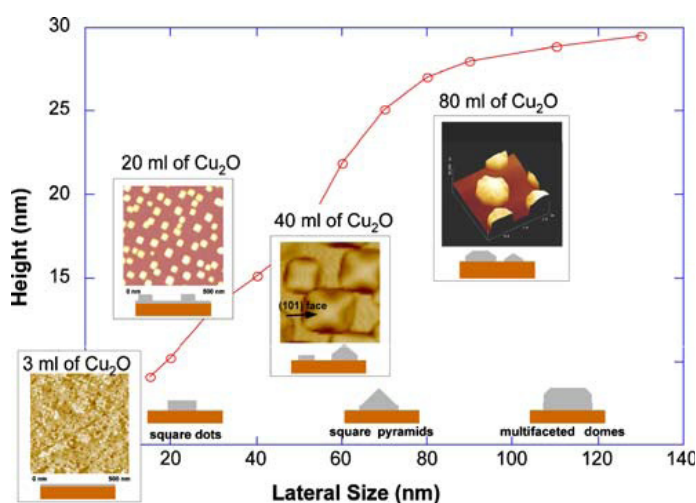 30
25
20
15
Height (nm)
20 ml of Cu₂O
0 nm 500 nm
3 ml of Cu₂O
0 nm 500 nm
40 ml of Cu₂O
(101) face
80 ml of Cu₂O
square dots
square pyramids
multifaceted domes
20 40 60 80 100 120 140
Lateral Size (nm)